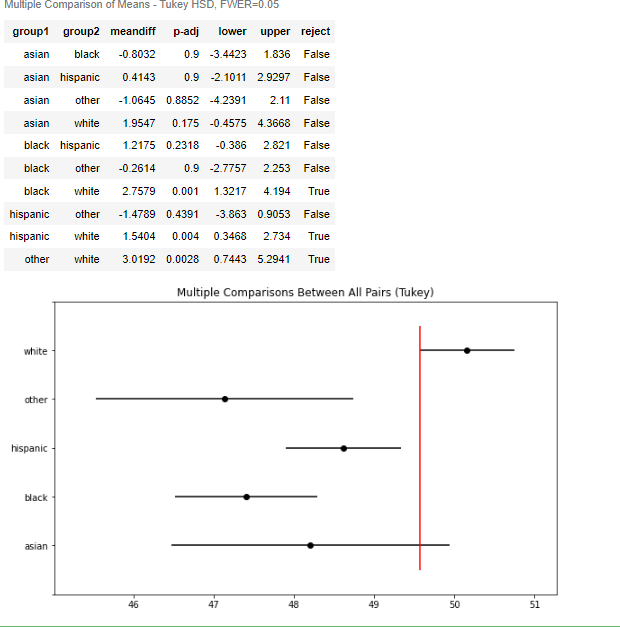 Multiple Comparison of Means - Tukey HSD, FWER=0.05
group1 group2 meandiff p-adj lower upper reject
asian black -0.8032 0.9 -3.4423 1.836 False
asian hispanic 0.4143 0.9 -2.1011 2.9297 False
asian other -1.0645 0.8852 -4.2391 2.11 False
asian white 1.9547 0.175 -0.4575 4.3668 False
black hispanic 1.2175 0.2318 -0.386 2.821 False
black other -0.2614 0.9 -2.7757 2.253 False
black white 2.7579 0.001 1.3217 4.194 True
hispanic other -1.4789 0.4391 -3.863 0.9053 False
hispanic white 1.5404 0.004 0.3468 2.734 True
other white 3.0192 0.0028 0.7443 5.2941 True
Multiple Comparisons Between All Pairs (Tukey)
white
other
hispanic
black
asian
46 47 48 49 50 51